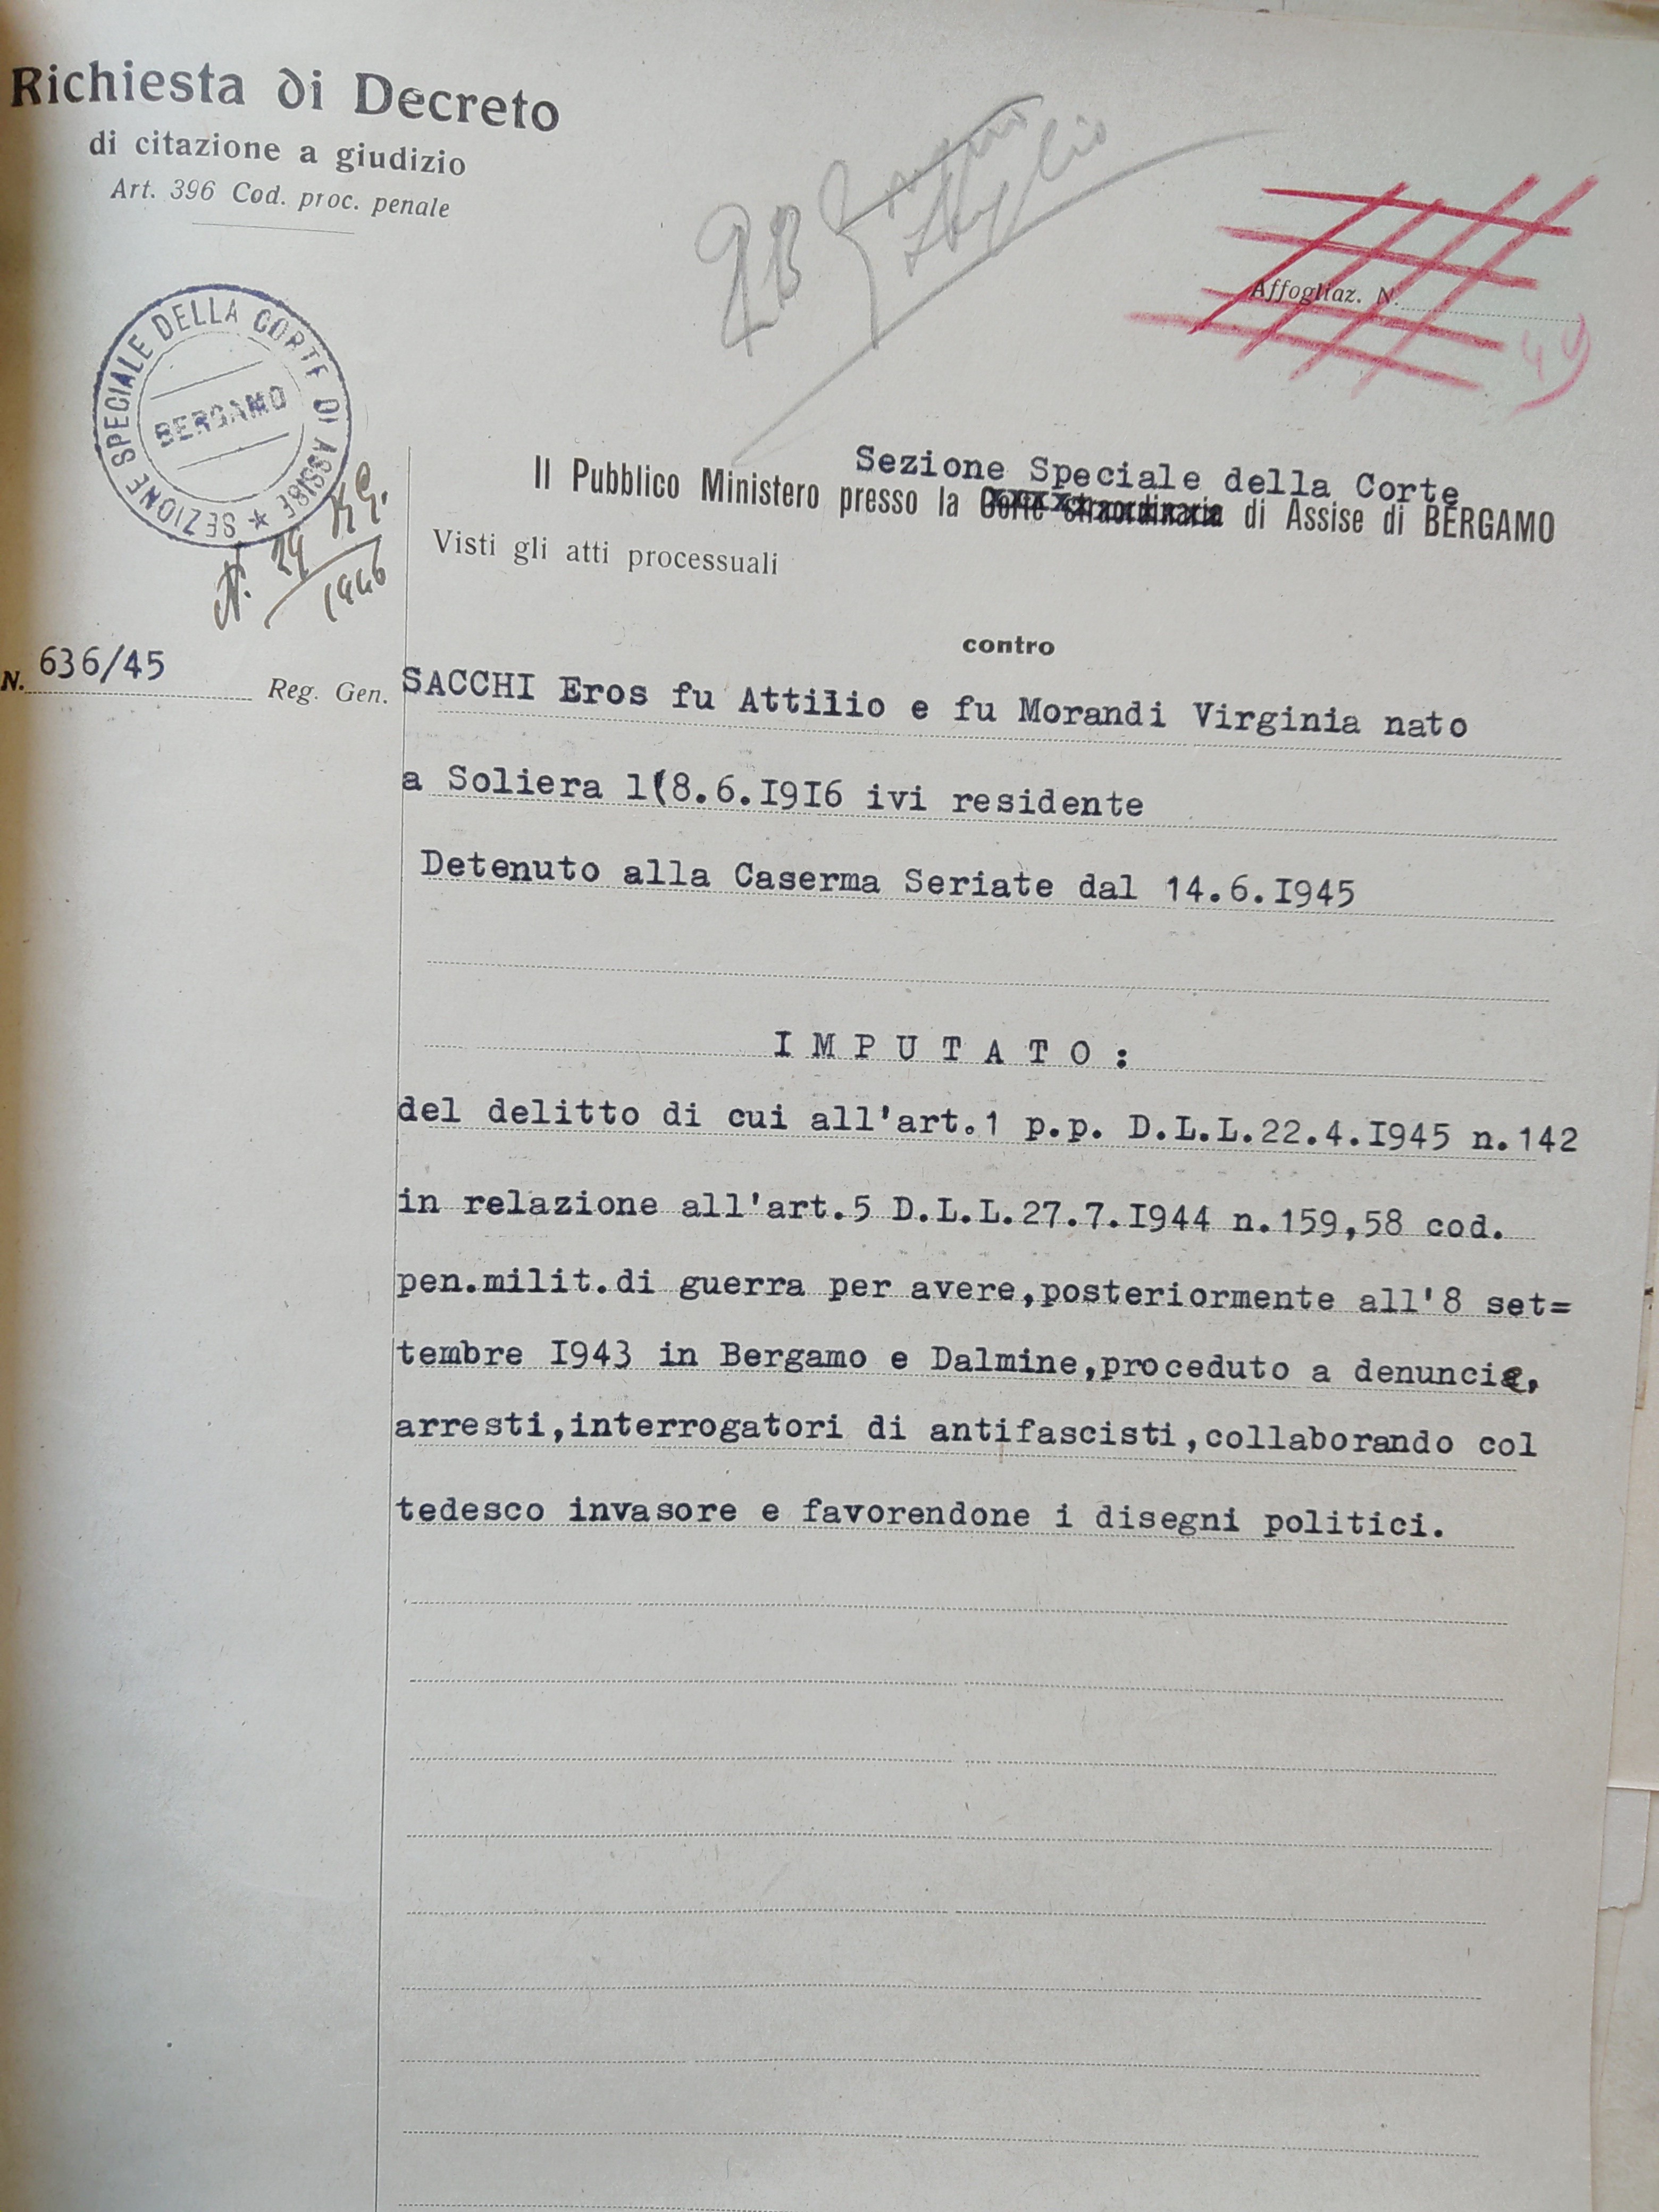 Richiesta di Decreto
di citazione a giudizio
Art. 396 Cod. proc. penale
Affogliaz. N.
SEZIONE SPECIALE DELLA CORTE DI ASSISE
BERGAMO
N. 29 RG.
1946
Sezione Speciale della Corte
Il Pubblico Ministero presso la Corte straordinaria di Assise di BERGAMO
Visti gli atti processuali
contro
N. 636/45 Reg. Gen.
SACCHI Eros fu Attilio e fu Morandi Virginia nato
a Soliera l(8.6.I9I6 ivi residente
Detenuto alla Caserma Seriate dal 14.6.I945
I M P U T A T O :
del delitto di cui all'art.1 p.p. D.L.L.22.4.I945 n.142
in relazione all'art.5 D.L.L.27.7.I944 n.159,58 cod.
pen.milit.di guerra per avere,posteriormente all'8 set=
tembre I943 in Bergamo e Dalmine,proceduto a denuncie,
arresti,interrogatori di antifascisti,collaborando col
tedesco invasore e favorendone i disegni politici.